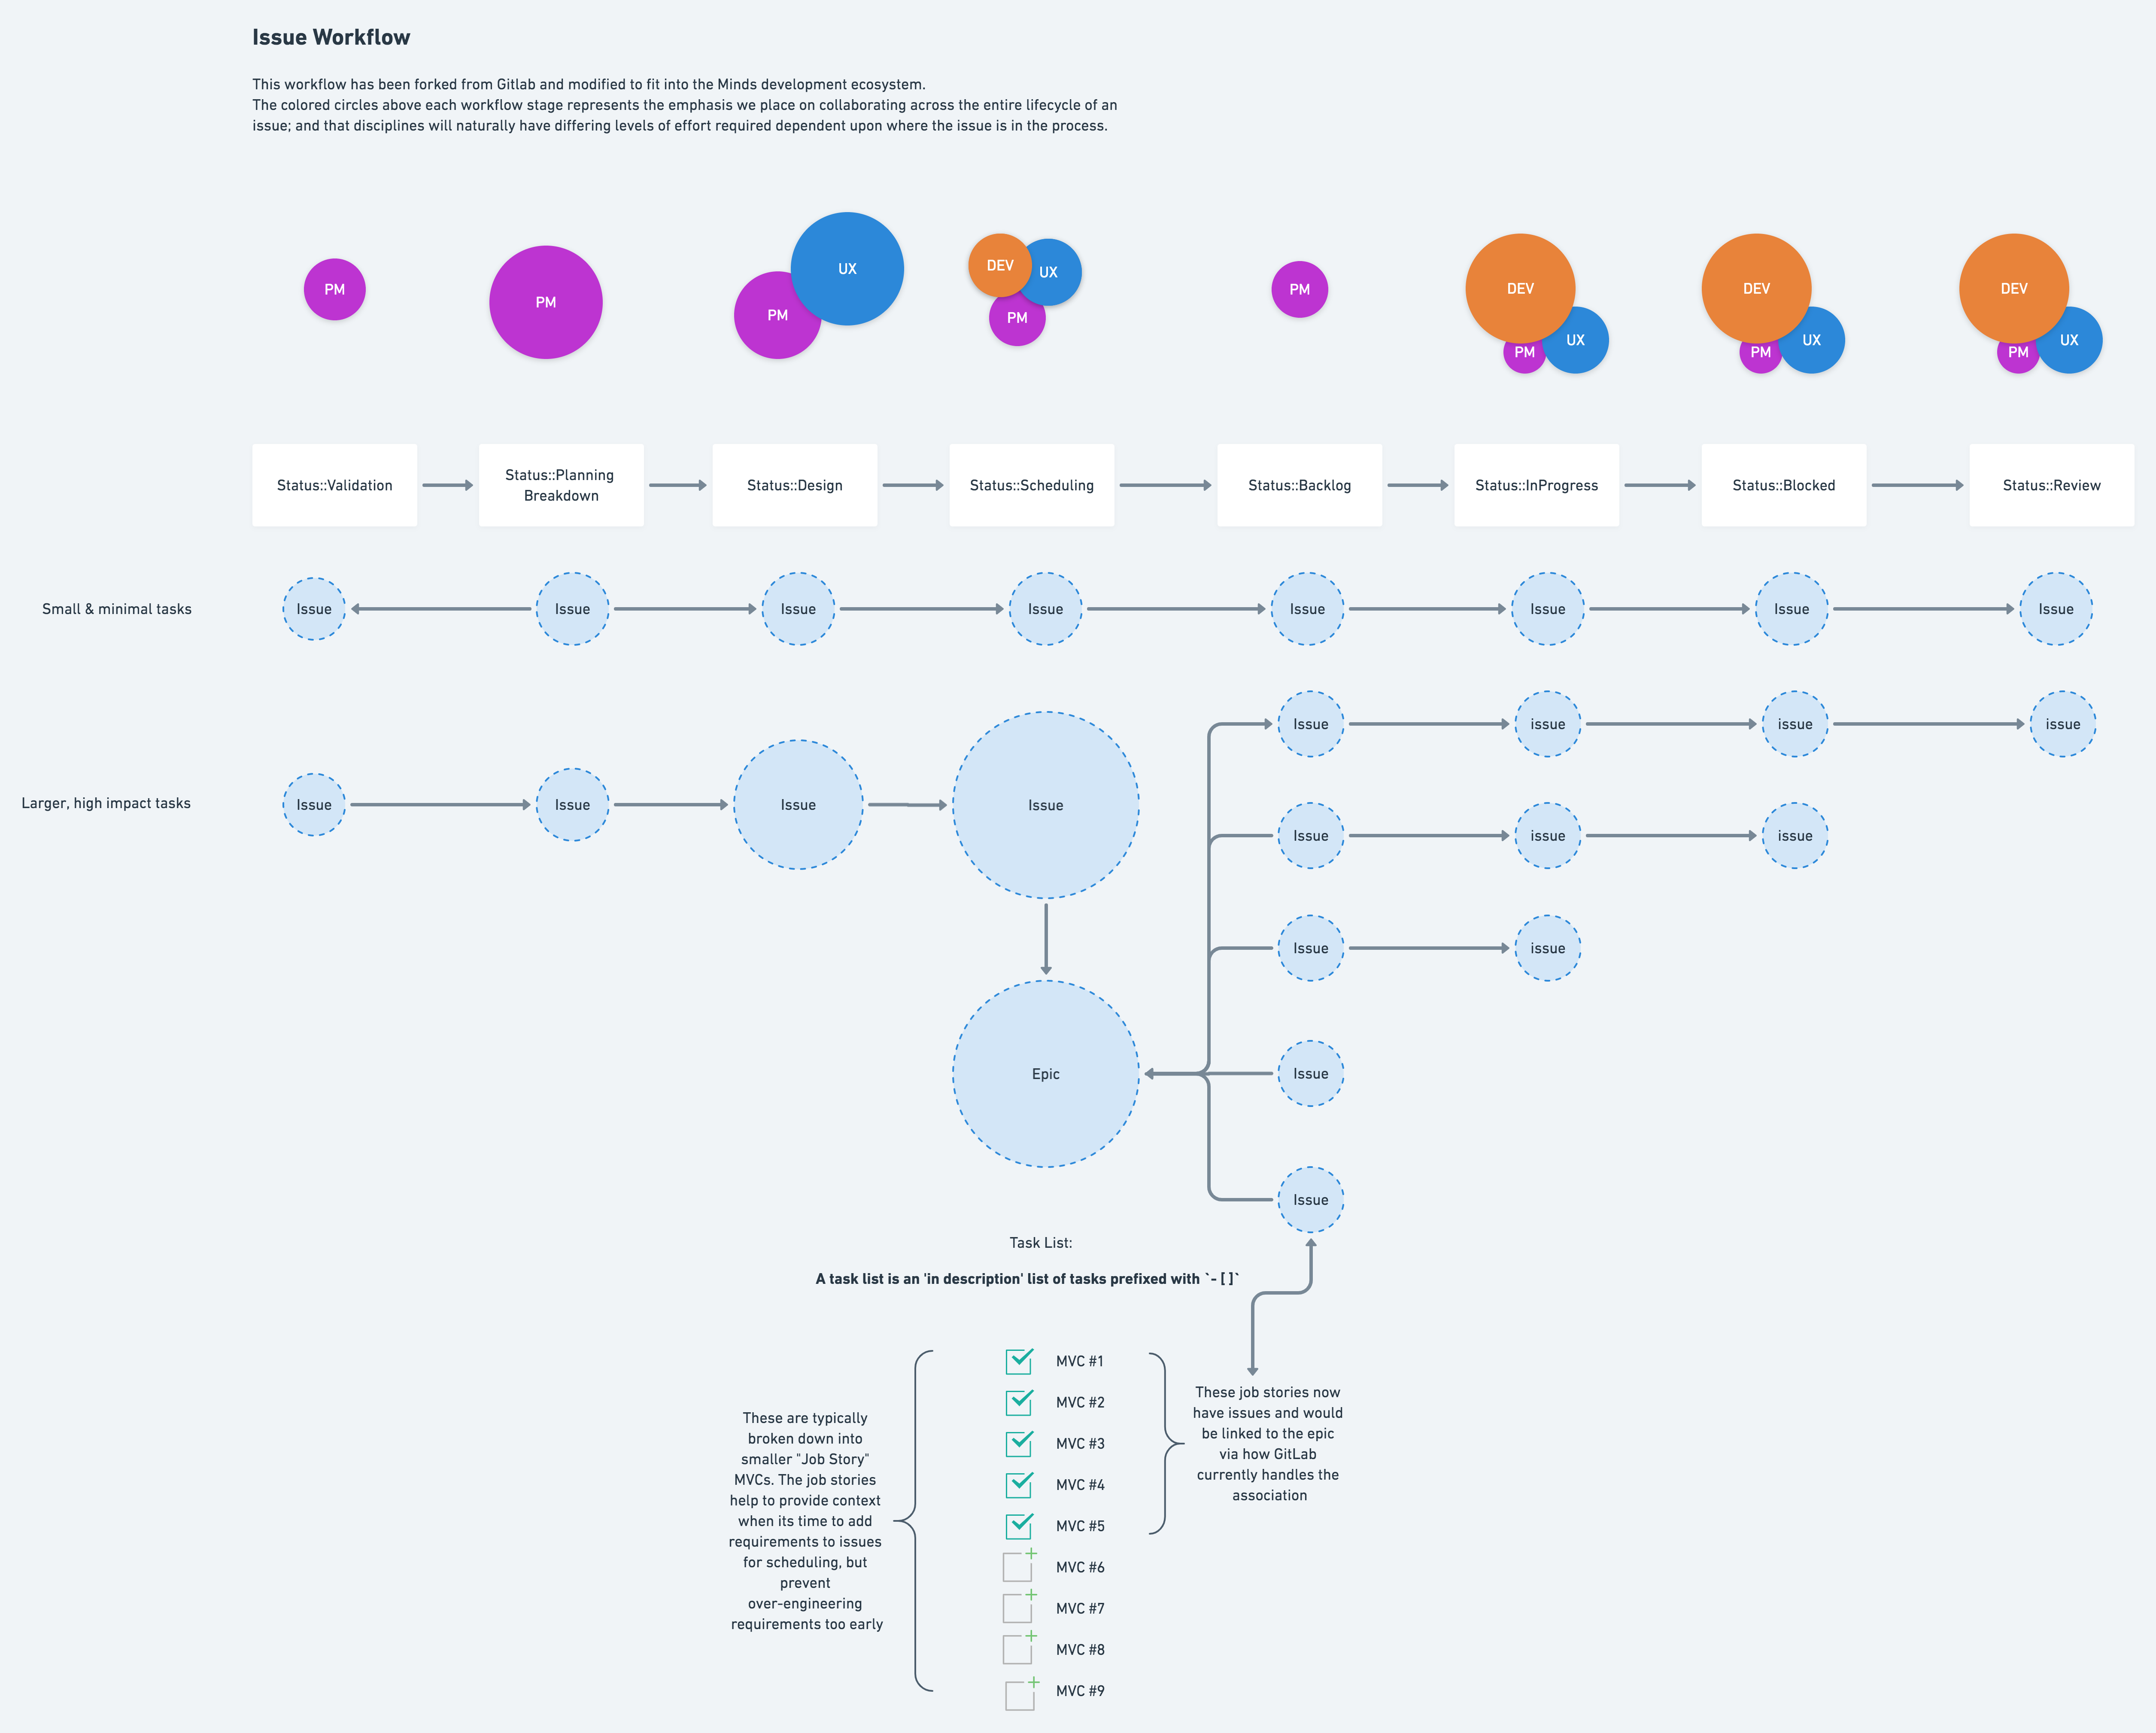 Issue Workflow
This workflow has been forked from Gitlab and modified to fit into the Minds development ecosystem.
The colored circles above each workflow stage represents the emphasis we place on collaborating across the entire lifecycle of an
issue; and that disciplines will naturally have differing levels of effort required dependent upon where the issue is in the process.
PM
PM
PM
UX
DEV
UX
PM
PM
DEV
PM
UX
DEV
PM
UX
DEV
PM
UX
Status::Validation
Status::Planning
Breakdown
Status::Design
Status::Scheduling
Status::Backlog
Status::InProgress
Status::Blocked
Status::Review
Small & minimal tasks
Issue
Issue
Issue
Issue
Issue
Issue
Issue
Issue
Larger, high impact tasks
Issue
Issue
Issue
Issue
Issue
issue
issue
issue
Issue
issue
issue
Issue
issue
Epic
Issue
Issue
Task List:
A task list is an 'in description' list of tasks prefixed with `- [ ]`
These are typically
broken down into
smaller "Job Story"
MVCs. The job stories
help to provide context
when its time to add
requirements to issues
for scheduling, but
prevent
over-engineering
requirements too early
MVC #1
MVC #2
MVC #3
MVC #4
MVC #5
MVC #6
MVC #7
MVC #8
MVC #9
These job stories now
have issues and would
be linked to the epic
via how GitLab
currently handles the
association